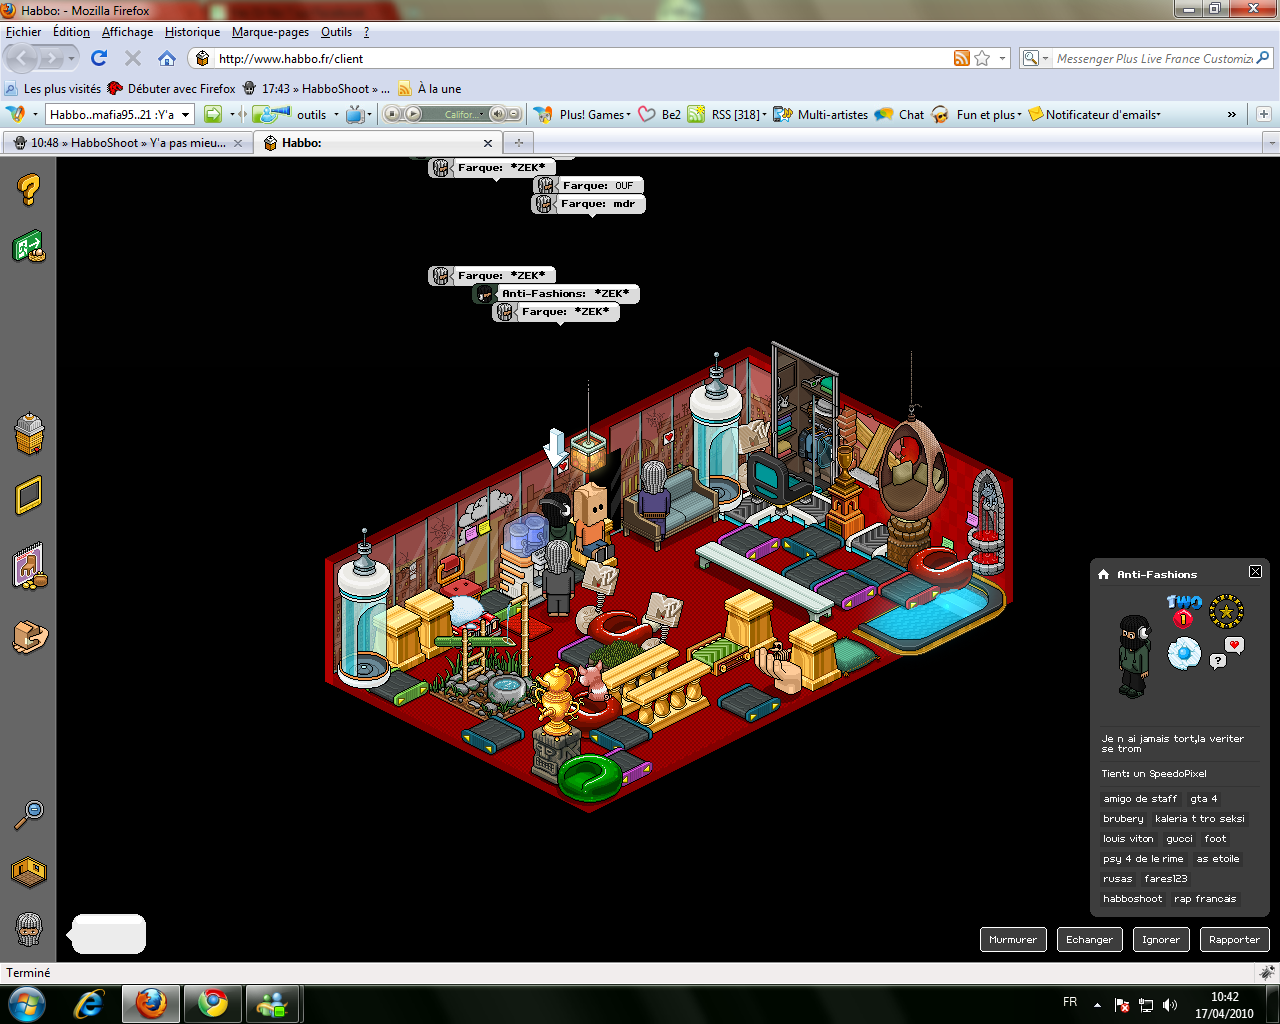 Habbo: - Mozilla Firefox
Fichier Édition Affichage Historique Marque-pages Outils ?
http://www.habbo.fr/client
Messenger Plus Live France Customiz
Les plus visités Débuter avec Firefox 17:43 » HabboShoot » ... À la une
Habbo..mafia95..21 :Y'a outils Califor... Plus! Games Be2 RSS [318] Multi-artistes Chat Fun et plus Notificateur d'emails »
10:48 » HabboShoot » Y'a pas mieu... Habbo:
Farque: *ZEK*
Farque: OUF
Farque: mdr
Farque: *ZEK*
Anti-Fashions: *ZEK*
Farque: *ZEK*
MTV
MTV
MTV
Anti-Fashions
TWO
Je n ai jamais tort,la veriter
se trom
Tient: un SpeedoPixel
amigo de staff gta 4
brubery kaleria t tro seksi
louis viton gucci foot
psy 4 de le rime as etoile
rusas fares123
habboshoot rap francais
Murmurer Echanger Ignorer Rapporter
Terminé
FR 10:42
17/04/2010